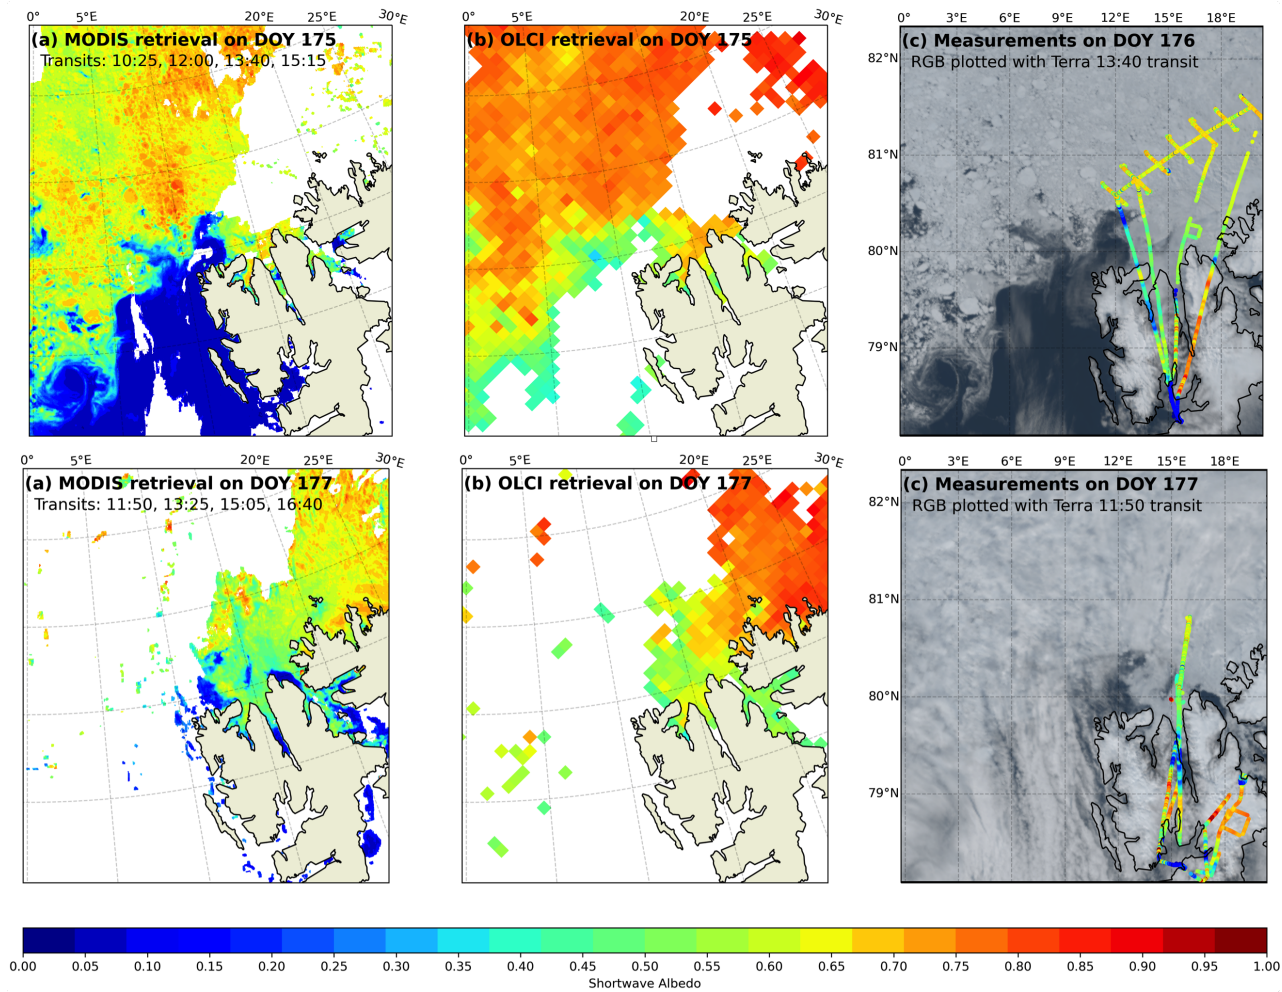 0° 5°E 20°E 25°E 30°E
0° 5°E 20°E 25°E 30°E
0° 3°E 6°E 9°E 12°E 15°E 18°E
(a) MODIS retrieval on DOY 175
Transits: 10:25, 12:00, 13:40, 15:15
(b) OLCI retrieval on DOY 175
(c) Measurements on DOY 176
RGB plotted with Terra 13:40 transit
82°N
81°N
80°N
79°N
0° 5°E 20°E 25°E 30°E
0° 5°E 20°E 25°E 30°E
0° 3°E 6°E 9°E 12°E 15°E 18°E
(a) MODIS retrieval on DOY 177
Transits: 11:50, 13:25, 15:05, 16:40
(b) OLCI retrieval on DOY 177
(c) Measurements on DOY 177
RGB plotted with Terra 11:50 transit
82°N
81°N
80°N
79°N
0.00 0.05 0.10 0.15 0.20 0.25 0.30 0.35 0.40 0.45 0.50 0.55 0.60 0.65 0.70 0.75 0.80 0.85 0.90 0.95 1.00
Shortwave Albedo